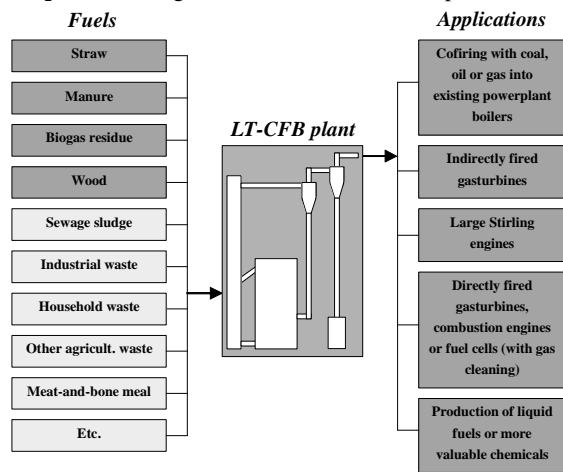 Fuels
Straw
Manure
Biogas residue
Wood
Sewage sludge
Industrial waste
Household waste
Other agricult. waste
Meat-and-bone meal
Etc.
LT-CFB plant
Applications
Cofiring with coal,
oil or gas into
existing powerplant
boilers
Indirectly fired
gasturbines
Large Stirling
engines
Directly fired
gasturbines,
combustion engines
or fuel cells (with gas
cleaning)
Production of liquid
fuels or more
valuable chemicals